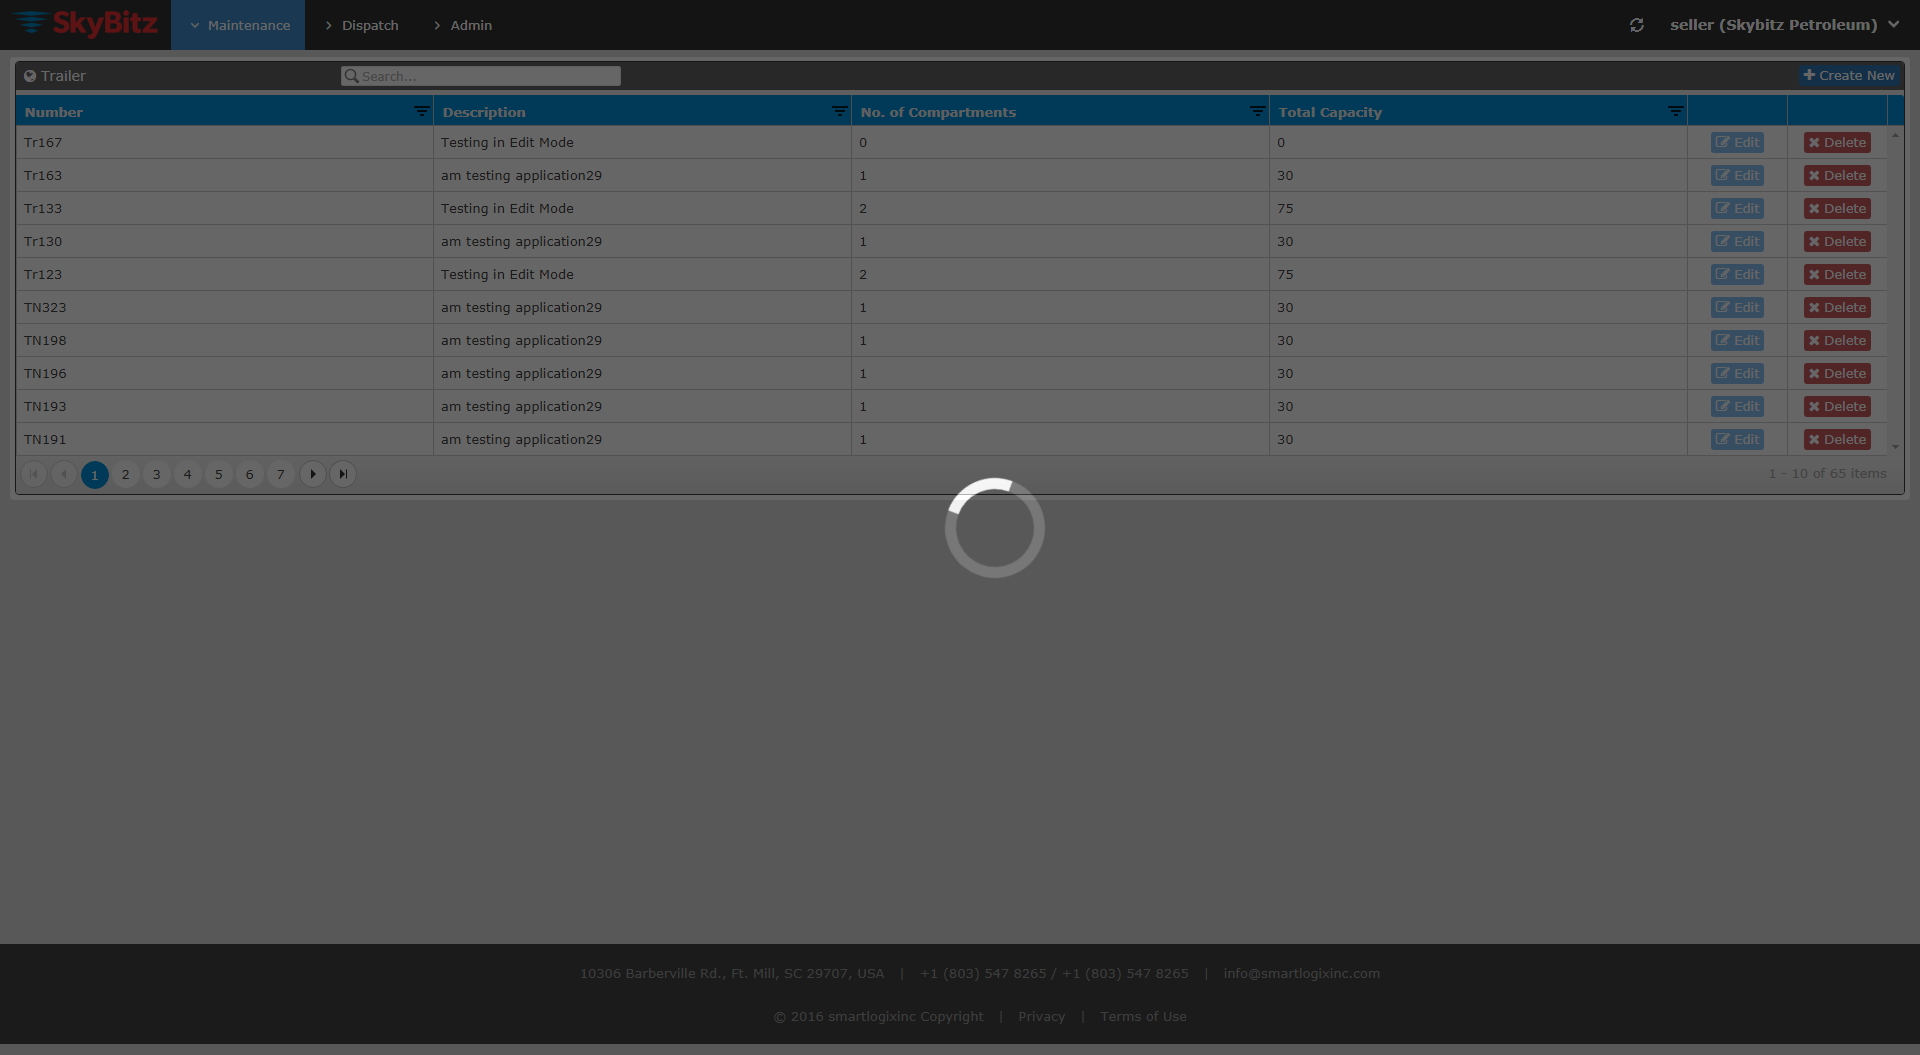 SkyBitz Maintenance Dispatch Admin seller (Skybitz Petroleum)
Trailer Search... Create New
Number Description No. of Compartments Total Capacity
Tr167 Testing in Edit Mode 0 0 Edit Delete
Tr163 am testing application29 1 30 Edit Delete
Tr133 Testing in Edit Mode 2 75 Edit Delete
Tr130 am testing application29 1 30 Edit Delete
Tr123 Testing in Edit Mode 2 75 Edit Delete
TN323 am testing application29 1 30 Edit Delete
TN198 am testing application29 1 30 Edit Delete
TN196 am testing application29 1 30 Edit Delete
TN193 am testing application29 1 30 Edit Delete
TN191 am testing application29 1 30 Edit Delete
1 2 3 4 5 6 7 1 - 10 of 65 items
10306 Barberville Rd., Ft. Mill, SC 29707, USA | +1 (803) 547 8265 / +1 (803) 547 8265 | info@smartlogixinc.com
© 2016 smartlogixinc Copyright | Privacy | Terms of Use